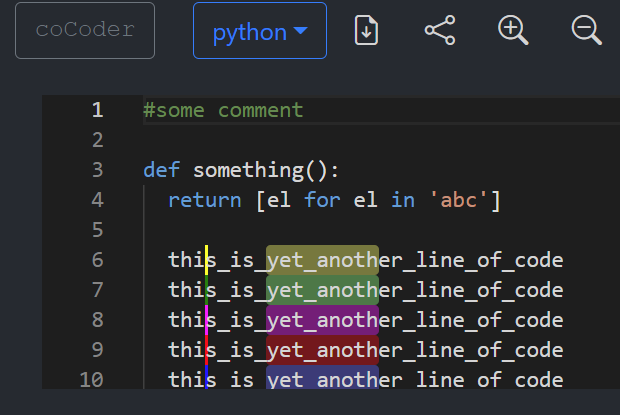 coCoder
python
1 #some comment
2
3 def something():
4 return [el for el in 'abc']
5
6 this_is_yet_another_line_of_code
7 this_is_yet_another_line_of_code
8 this_is_yet_another_line_of_code
9 this_is_yet_another_line_of_code
10 this_is_yet_another_line_of_code